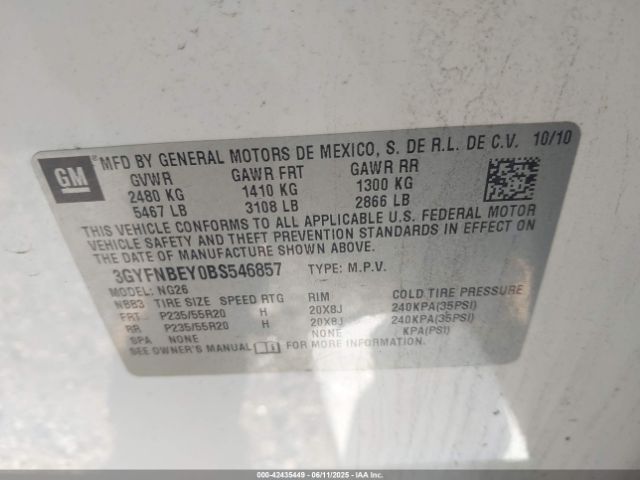 GM ® MFD BY GENERAL MOTORS DE MEXICO, S. DE R.L. DE C.V. 10/10
GVWR GAWR FRT GAWR RR
2480 KG 1410 KG 1300 KG
5467 LB 3108 LB 2866 LB
THIS VEHICLE CONFORMS TO ALL APPLICABLE U.S. FEDERAL MOTOR
VEHICLE SAFETY AND THEFT PREVENTION STANDARDS IN EFFECT ON
THE DATE OF MANUFACTURE SHOWN ABOVE.
3GYFNBEY0BS546857 TYPE: M.P.V.
MODEL: NG26
N883 TIRE SIZE SPEED RTG RIM COLD TIRE PRESSURE
FRT P235/55R20 H 20X8J 240KPA(35PSI)
RR P235/55R20 H 20X8J 240KPA(35PSI)
SPA NONE NONE KPA(PSI)
SEE OWNER'S MANUAL FOR MORE INFORMATION.
000-42435449 06/11/2025 Copyright IAA, LLC